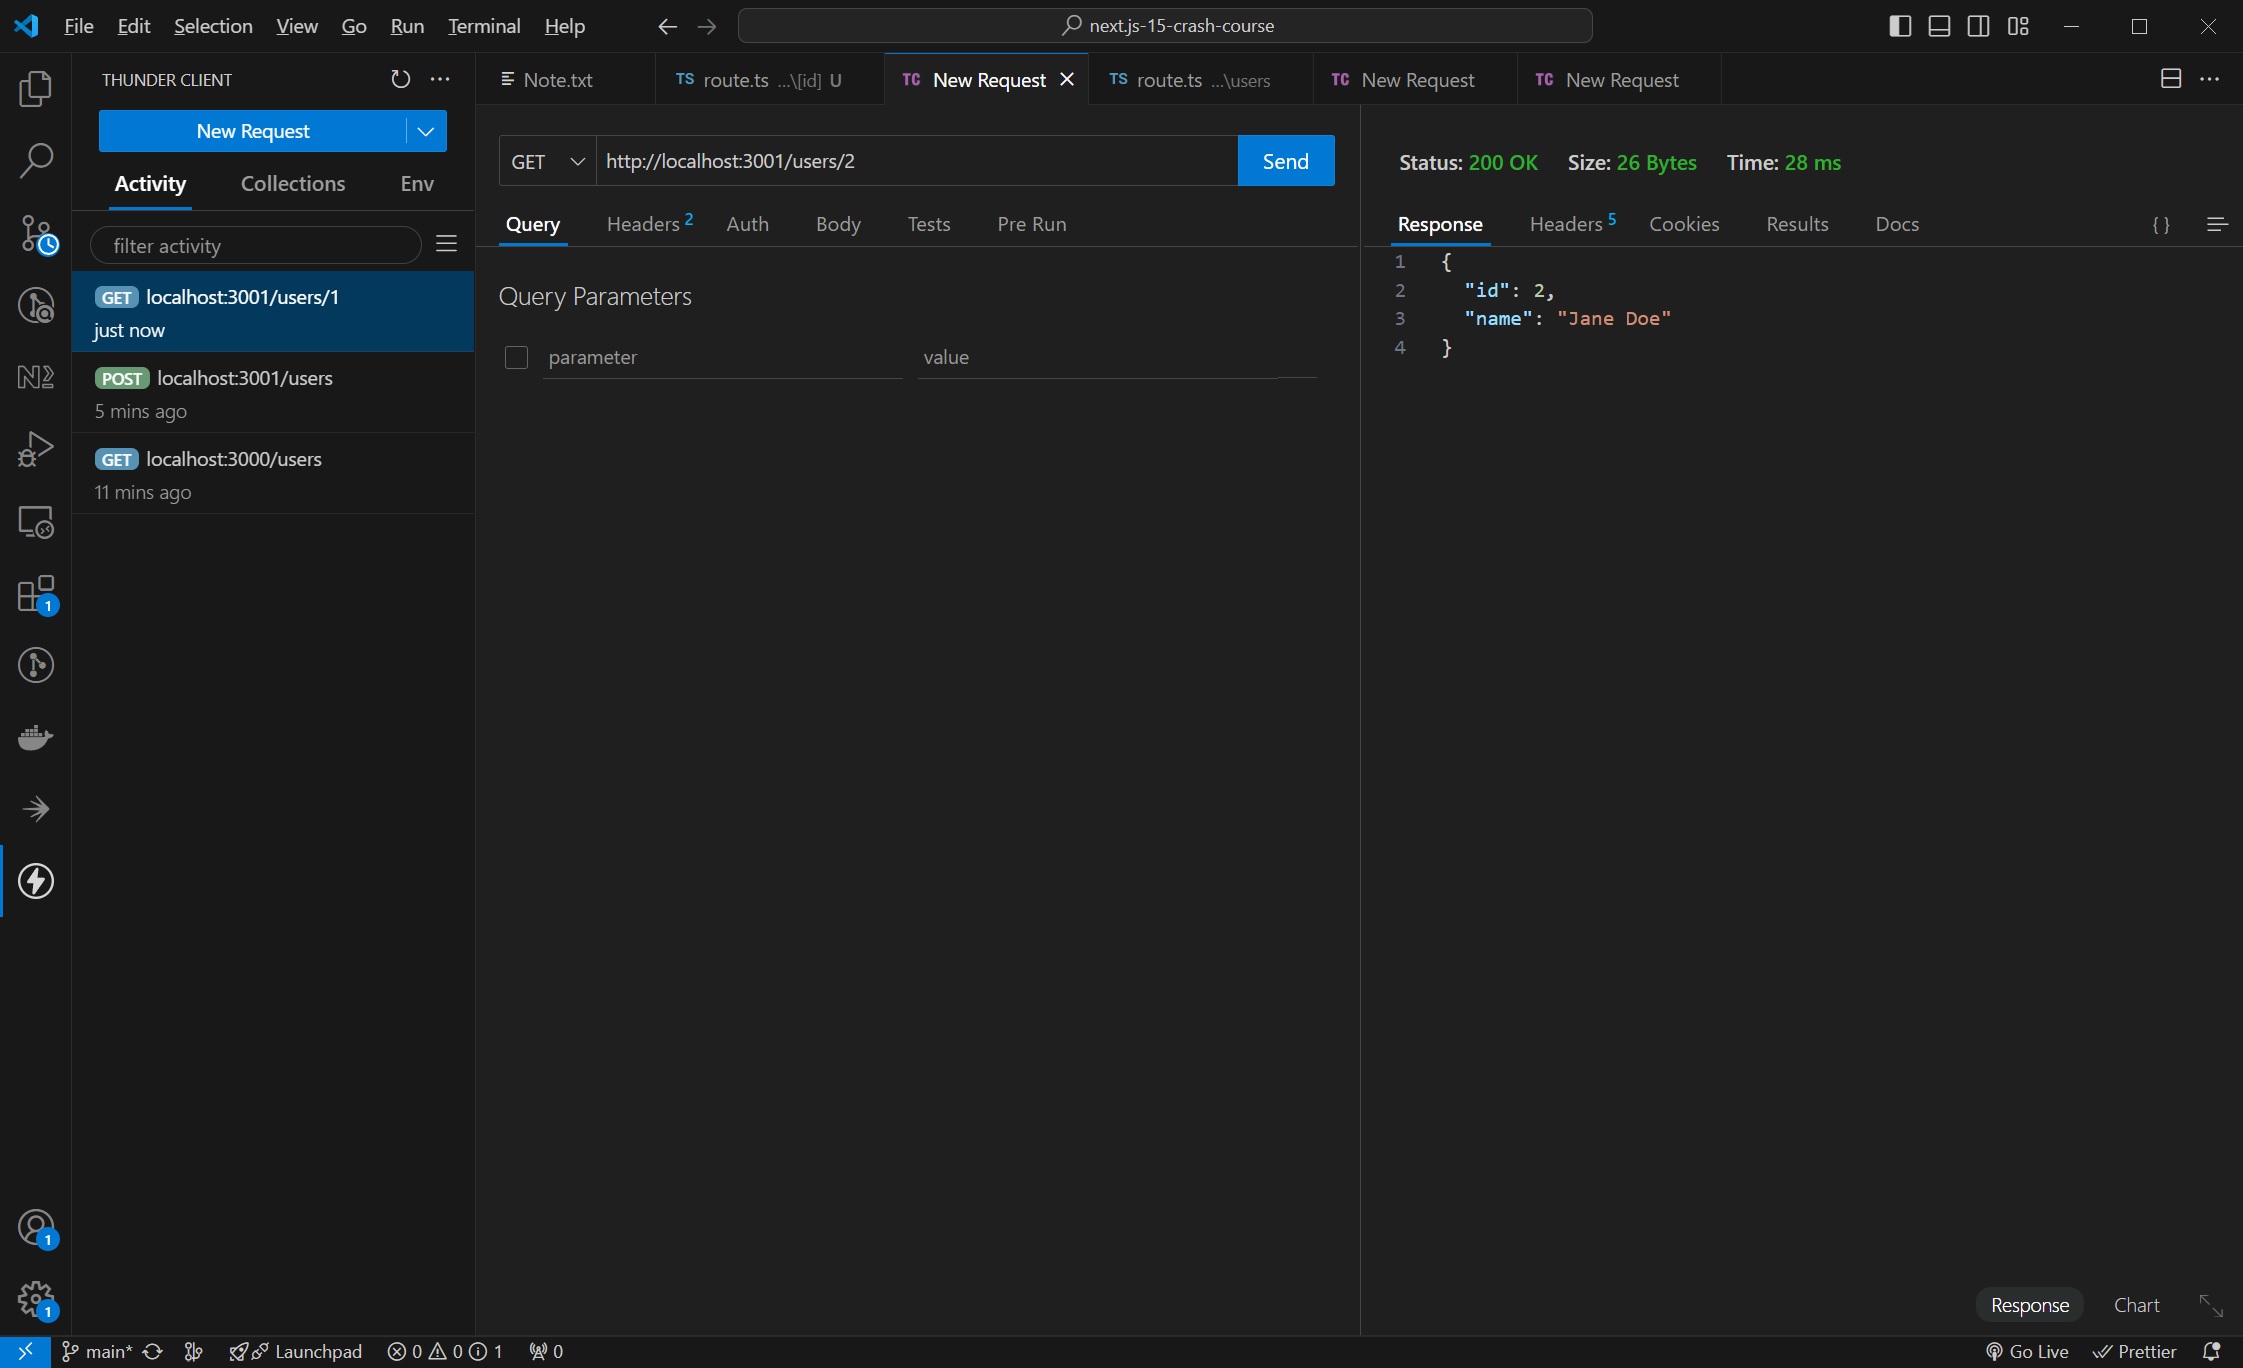 File Edit Selection View Go Run Terminal Help
next.js-15-crash-course
THUNDER CLIENT
New Request
Activity Collections Env
filter activity
GET localhost:3001/users/1
just now
POST localhost:3001/users
5 mins ago
GET localhost:3000/users
11 mins ago
Note.txt
TS route.ts ...\[id] U
TC New Request
TS route.ts ...\users
TC New Request
TC New Request
GET http://localhost:3001/users/2 Send
Query Headers 2 Auth Body Tests Pre Run
Query Parameters
parameter value
Status: 200 OK Size: 26 Bytes Time: 28 ms
Response Headers 5 Cookies Results Docs { }
1 {
2 "id": 2,
3 "name": "Jane Doe"
4 }
Response Chart
1
1
1
main* Launchpad 0 0 1 0 Go Live Prettier